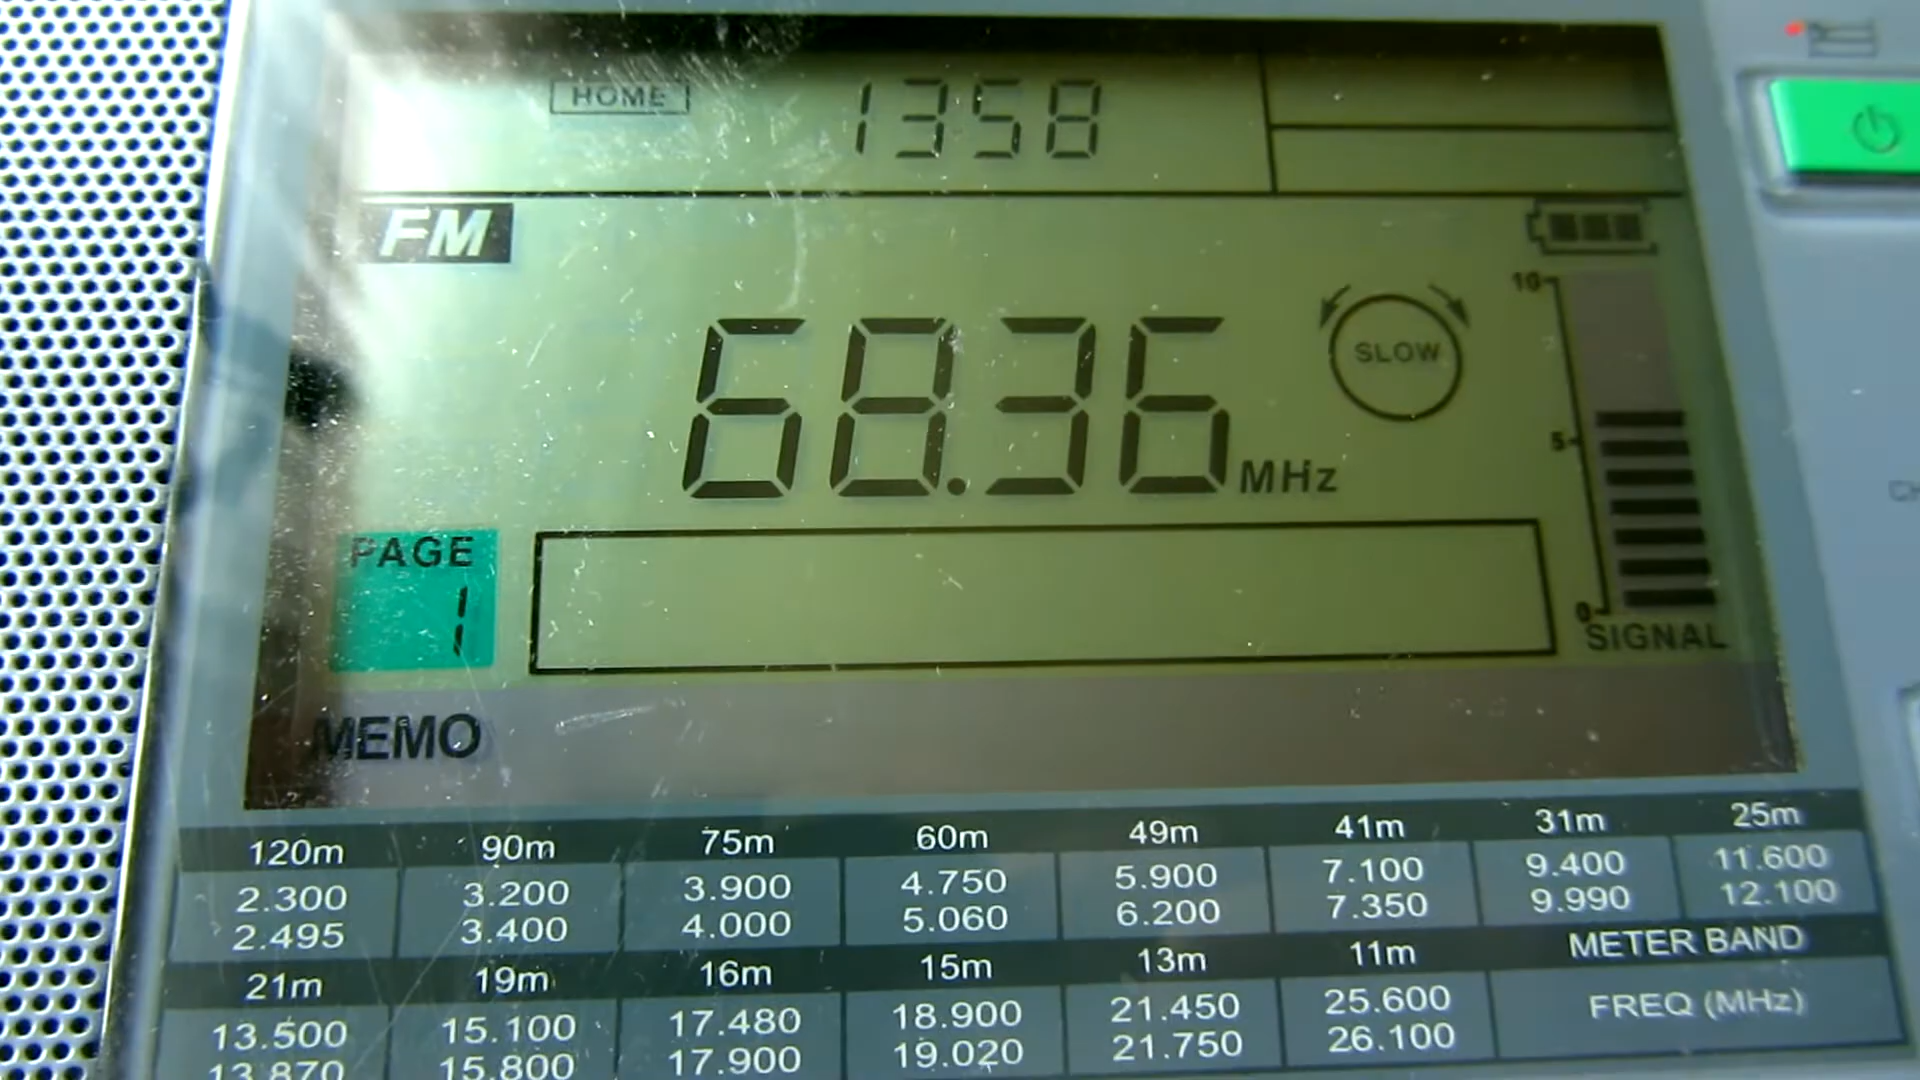 HOME 1358
FM
68.36 MHz
SLOW
10
5
0
SIGNAL
PAGE
1
MEMO
120m 90m 75m 60m 49m 41m 31m 25m
2.300 3.200 3.900 4.750 5.900 7.100 9.400 11.600
2.495 3.400 4.000 5.060 6.200 7.350 9.990 12.100
21m 19m 16m 15m 13m 11m METER BAND
13.500 15.100 17.480 18.900 21.450 25.600 FREQ (MHz)
13.870 15.800 17.900 19.020 21.750 26.100